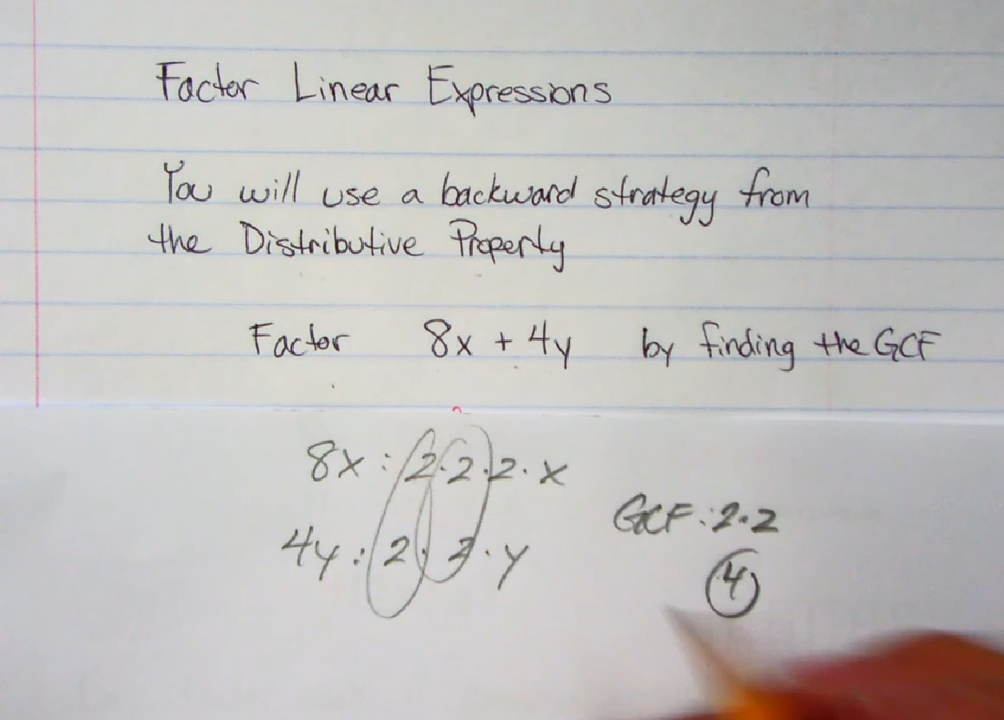 Factor Linear Expressions
You will use a backward strategy from
the Distributive Property
Factor 8x + 4y by finding the GCF
8x : 2·2·2·x
4y : 2·2·y
GCF : 2·2
4